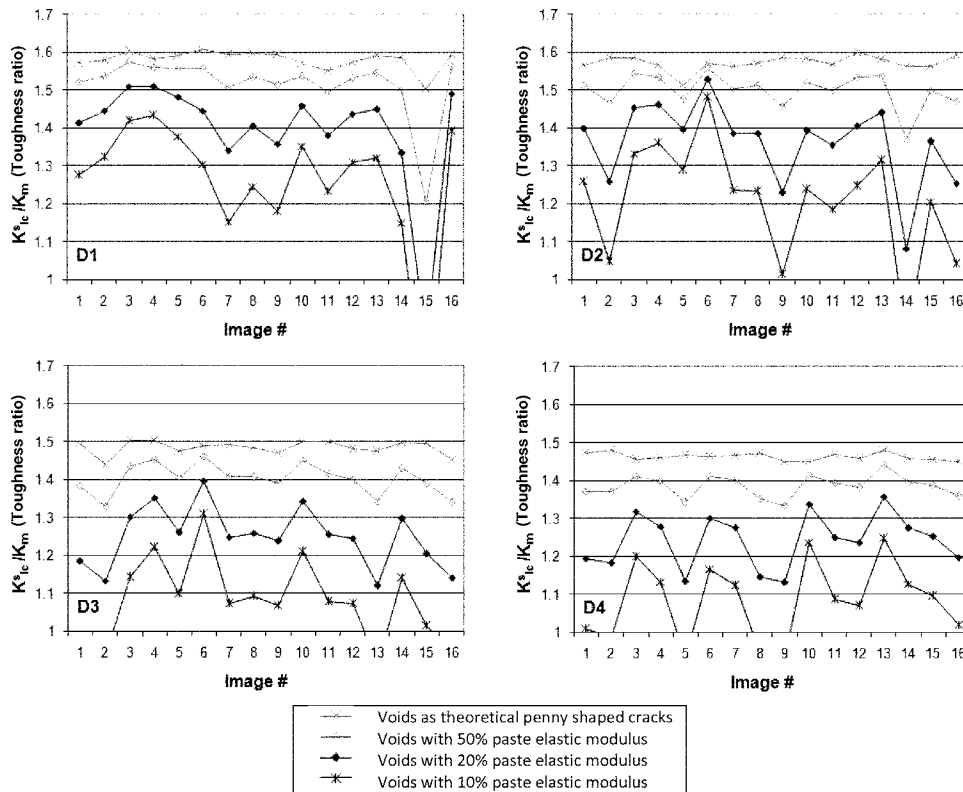 1.7
1.6
1.5
1.4
1.3
1.2
1.1
1
K^s_Ic /K_m (Toughness ratio)
D1
1 2 3 4 5 6 7 8 9 10 11 12 13 14 15 16
Image #
1.7
1.6
1.5
1.4
1.3
1.2
1.1
1
K^s_Ic /K_m (Toughness ratio)
D2
1 2 3 4 5 6 7 8 9 10 11 12 13 14 15 16
Image #
1.7
1.6
1.5
1.4
1.3
1.2
1.1
1
K^s_Ic /K_m (Toughness ratio)
D3
1 2 3 4 5 6 7 8 9 10 11 12 13 14 15 16
Image #
1.7
1.6
1.5
1.4
1.3
1.2
1.1
1
K^s_Ic /K_m (Toughness ratio)
D4
1 2 3 4 5 6 7 8 9 10 11 12 13 14 15 16
Image #
Voids as theoretical penny shaped cracks
Voids with 50% paste elastic modulus
Voids with 20% paste elastic modulus
Voids with 10% paste elastic modulus